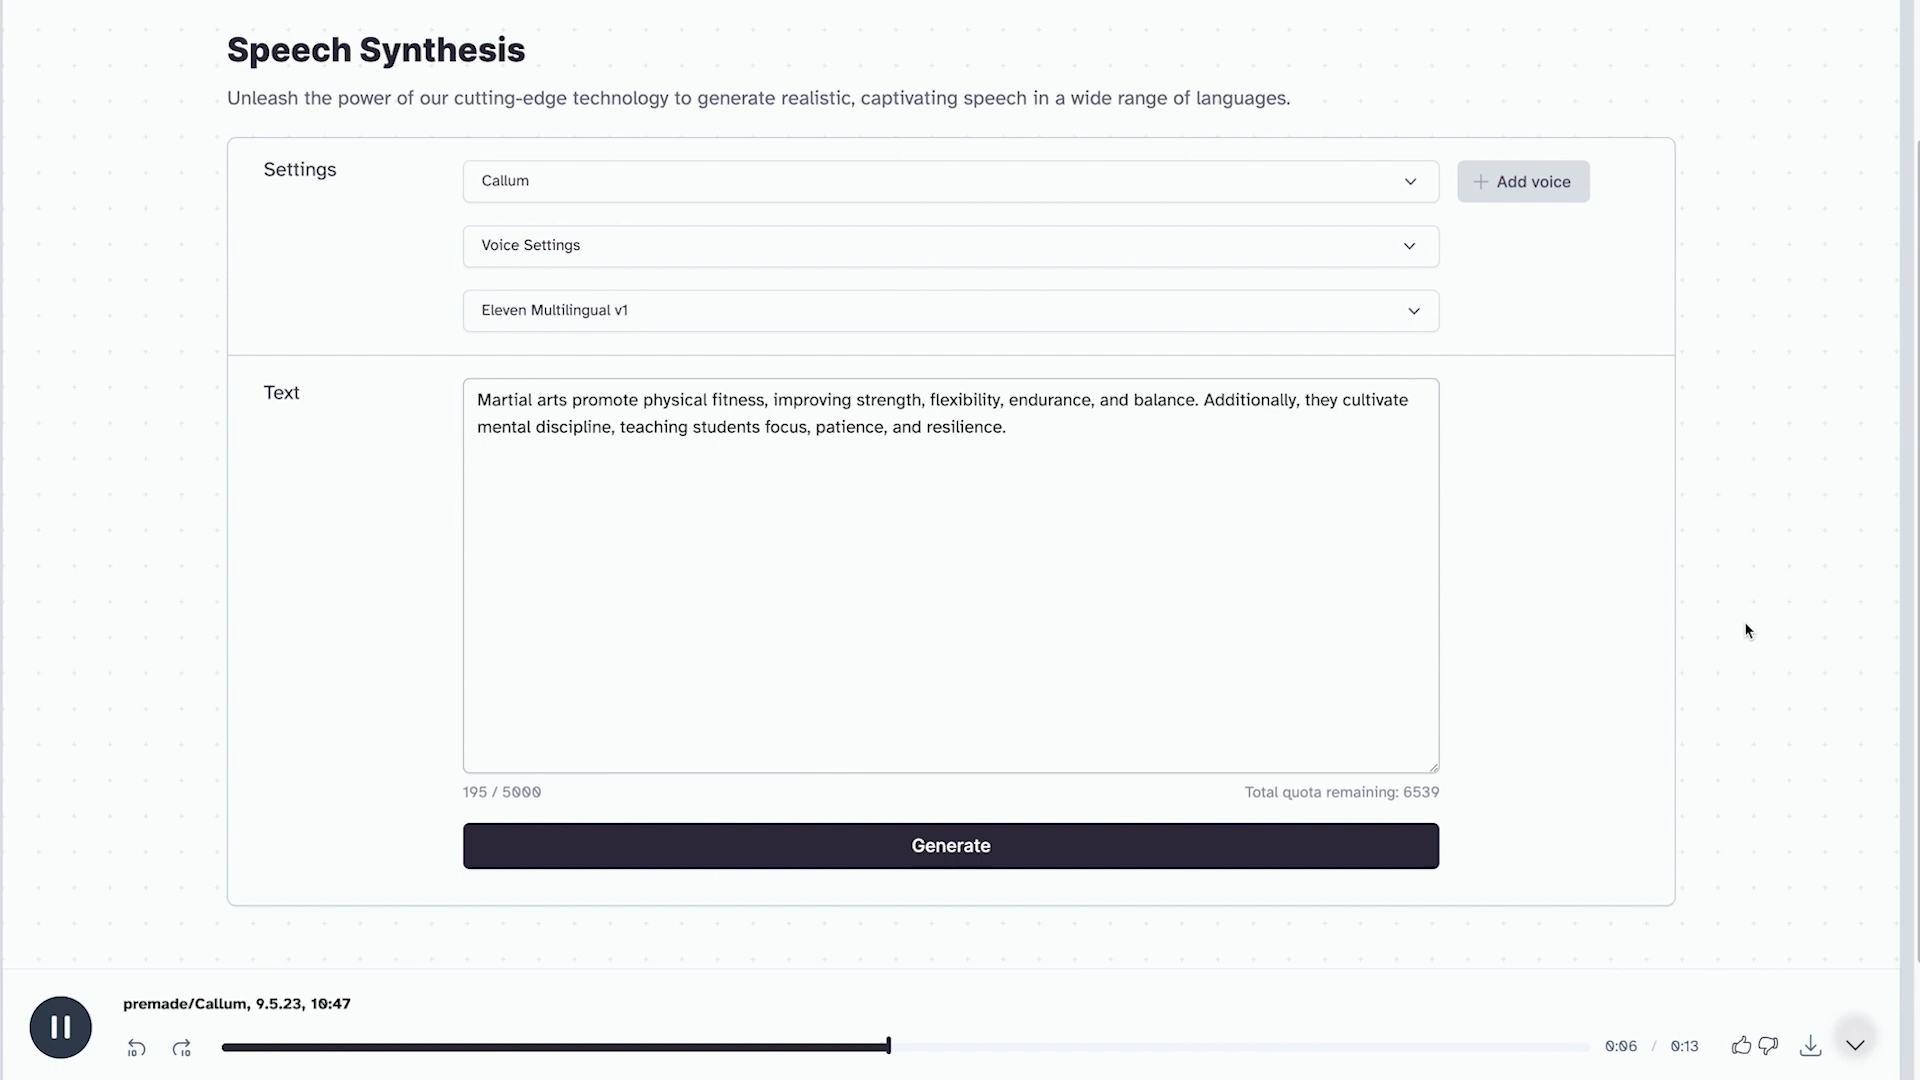 Speech Synthesis
Unleash the power of our cutting-edge technology to generate realistic, captivating speech in a wide range of languages.
Settings
Callum
+ Add voice
Voice Settings
Eleven Multilingual v1
Text
Martial arts promote physical fitness, improving strength, flexibility, endurance, and balance. Additionally, they cultivate
mental discipline, teaching students focus, patience, and resilience.
195 / 5000
Total quota remaining: 6539
Generate
premade/Callum, 9.5.23, 10:47
10
10
0:06 / 0:13